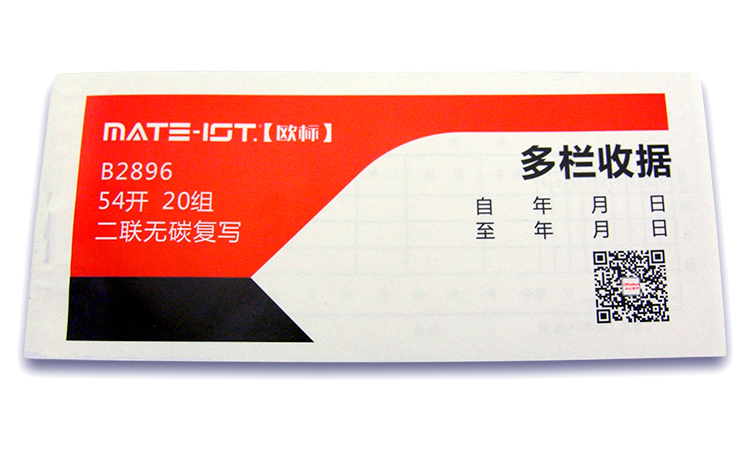 MATE-IST.【欧标】
B2896
54开 20组
二联无碳复写
多栏收据
自 年 月 日
至 年 月 日